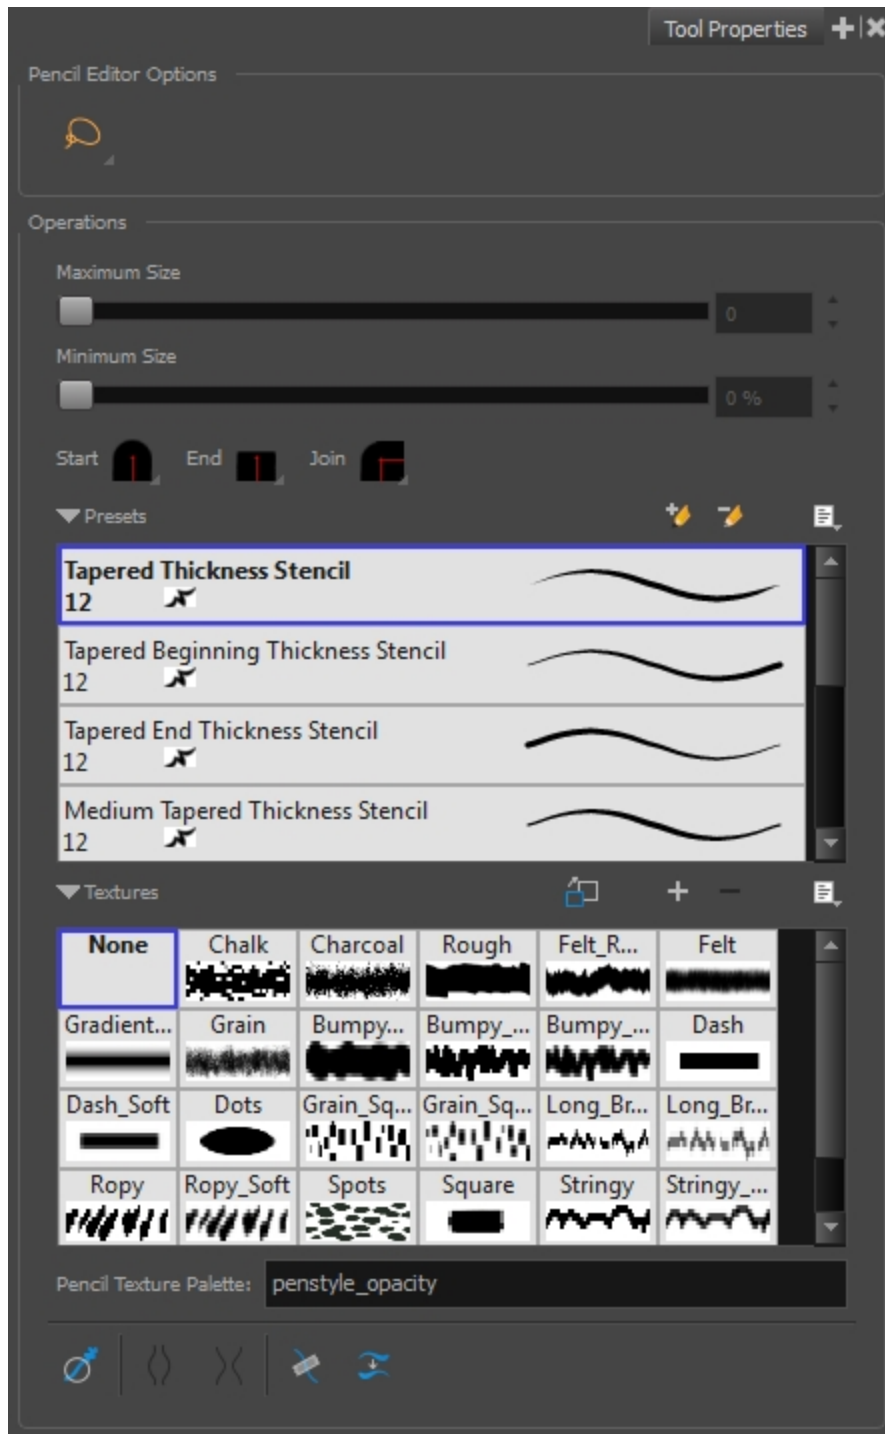 Tool Properties
Pencil Editor Options
Operations
Maximum Size
0
Minimum Size
0 %
Start End Join
Presets
Tapered Thickness Stencil
12
Tapered Beginning Thickness Stencil
12
Tapered End Thickness Stencil
12
Medium Tapered Thickness Stencil
12
Textures
None Chalk Charcoal Rough Felt_R... Felt
Gradient... Grain Bumpy... Bumpy_... Bumpy_... Dash
Dash_Soft Dots Grain_Sq... Grain_Sq... Long_Br... Long_Br...
Ropy Ropy_Soft Spots Square Stringy Stringy_...
Pencil Texture Palette: penstyle_opacity